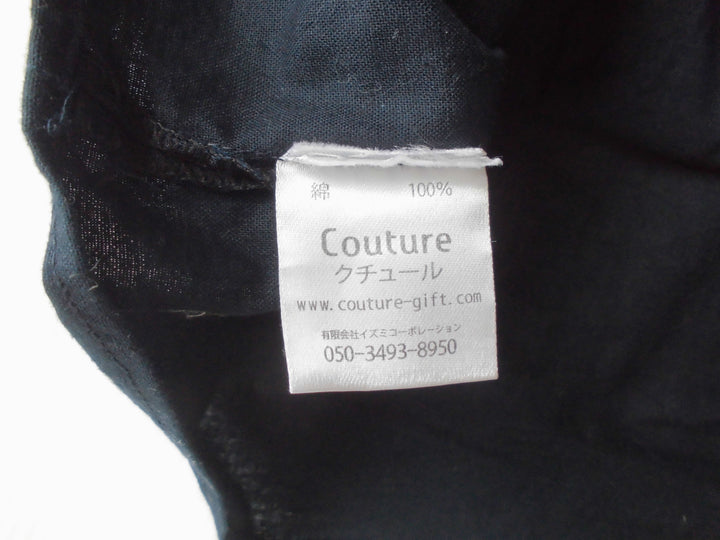 綿 100%
Couture
クチュール
www.couture-gift.com
有限会社イズミコーポレーション
050-3493-8950